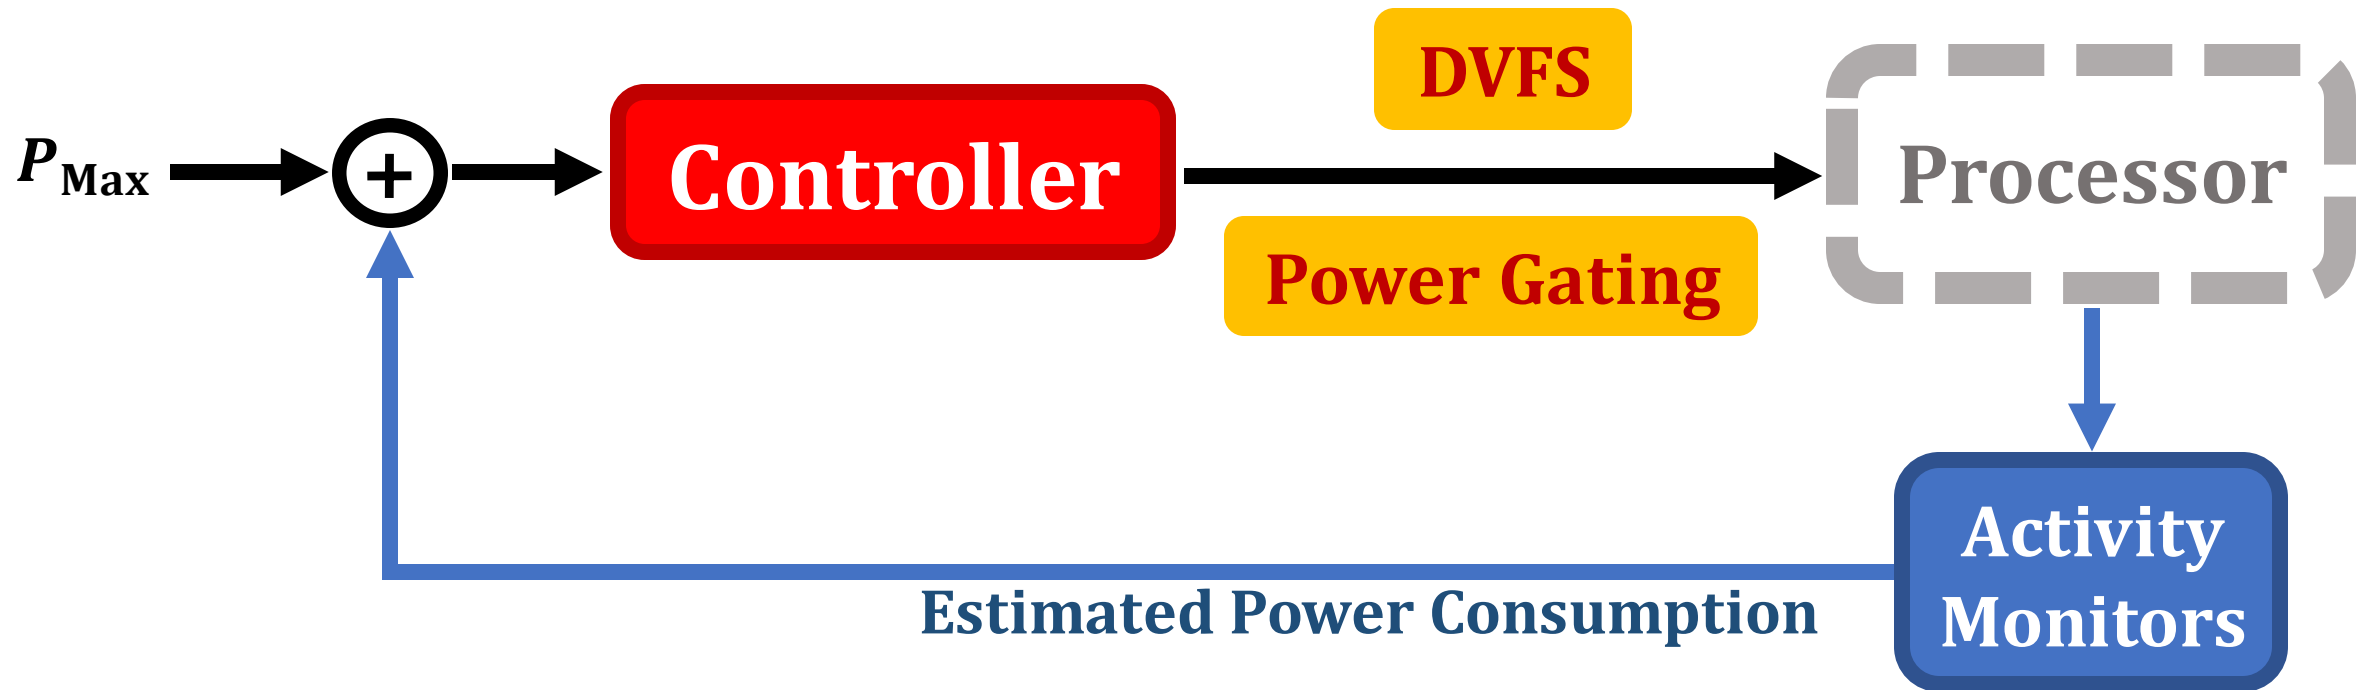 DVFS
P Max
+
Controller
Processor
Power Gating
Activity
Monitors
Estimated Power Consumption